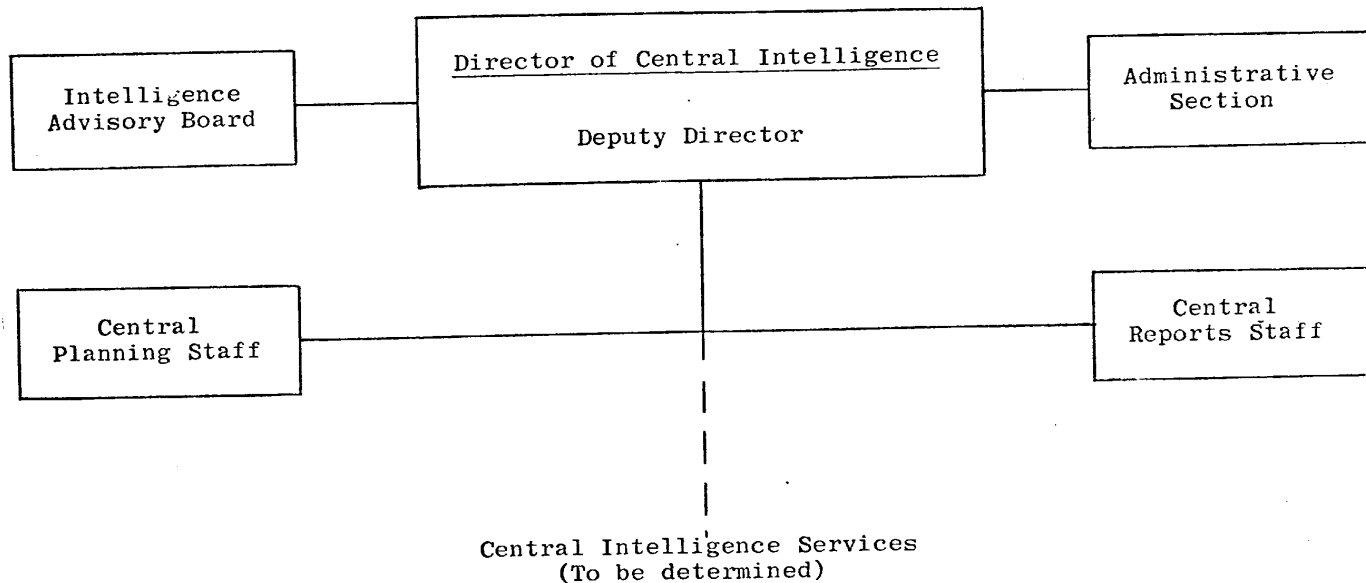 Director of Central Intelligence
Deputy Director
Intelligence
Advisory Board
Administrative
Section
Central
Planning Staff
Central
Reports Staff
Central Intelligence Services
(To be determined)